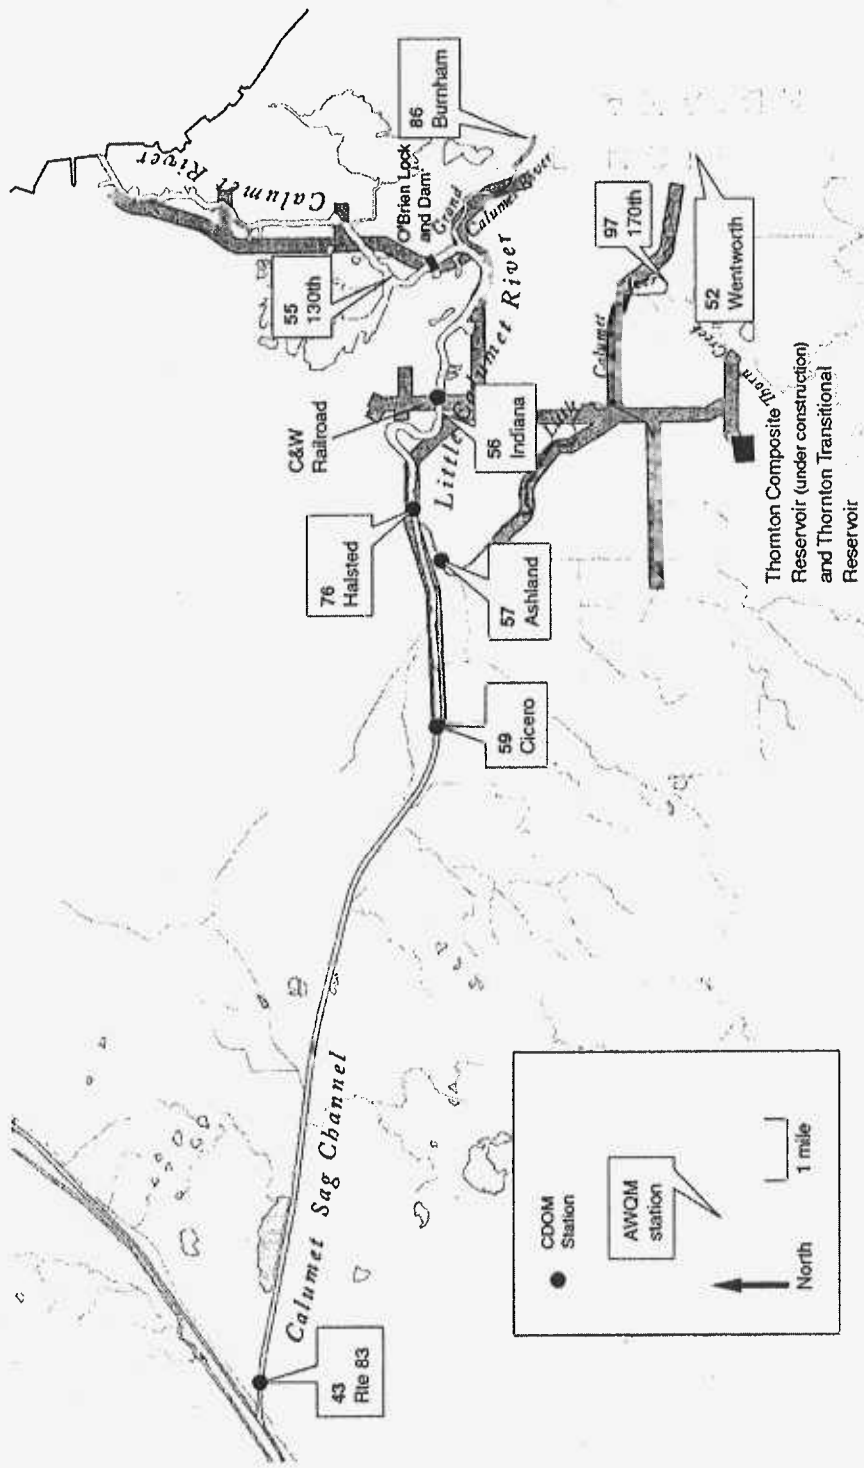 Calumet River
86
Burnham
O'Brien Lock
and Dam
Grand
Calumet River
55
130th
97
170th
52
Wentworth
C&W
Railroad
Little Calumet River
56
Indiana
Little
Calumet
Thorn Creek
76
Halsted
57
Ashland
59
Cicero
Thornton Composite
Reservoir (under construction)
and Thornton Transitional
Reservoir
Calumet Sag Channel
43
Rte 83
CDOM
Station
AWQM
station
North
1 mile